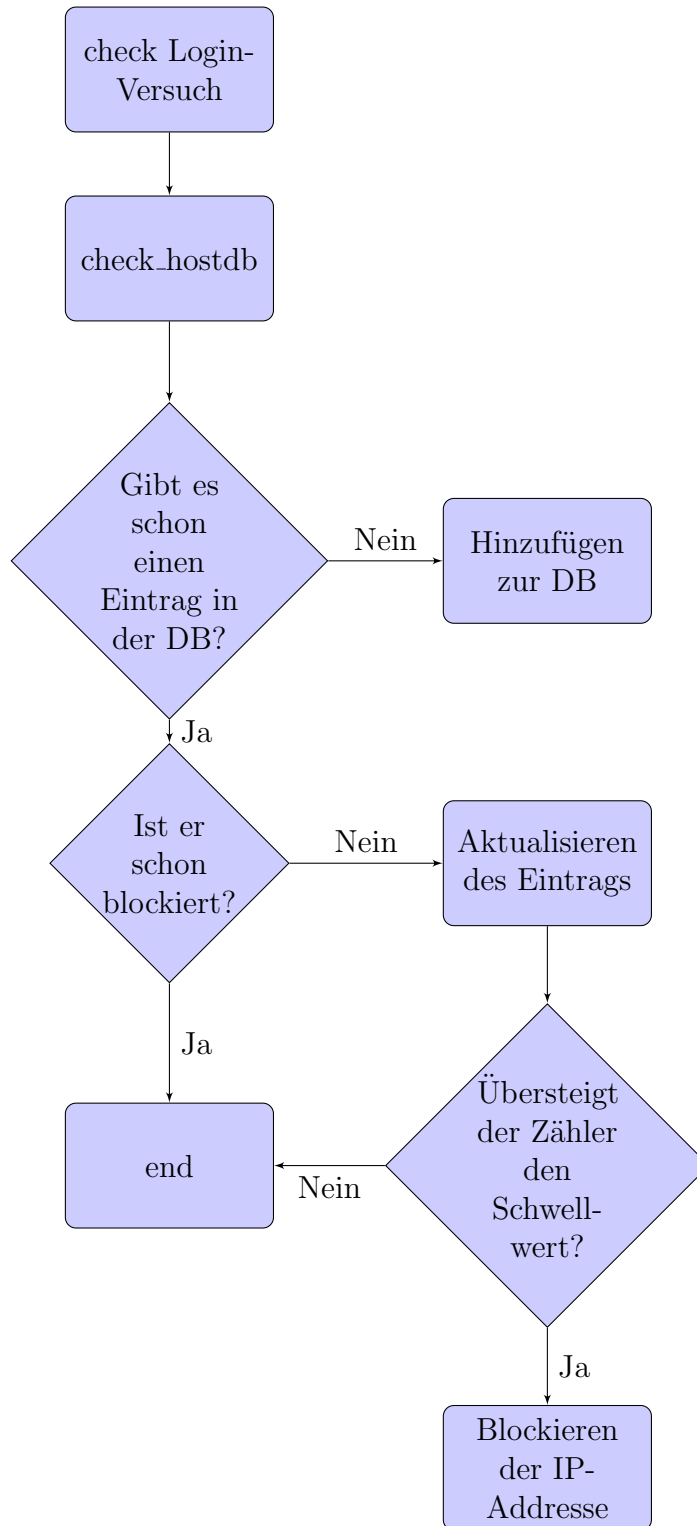 check Login-
Versuch
check_hostdb
Gibt es
schon
einen
Eintrag in
der DB?
Nein
Hinzufügen
zur DB
Ja
Ist er
schon
blockiert?
Nein
Aktualisieren
des Eintrags
Ja
Übersteigt
der Zähler
den
Schwell-
wert?
Nein
end
Ja
Blockieren
der IP-
Addresse